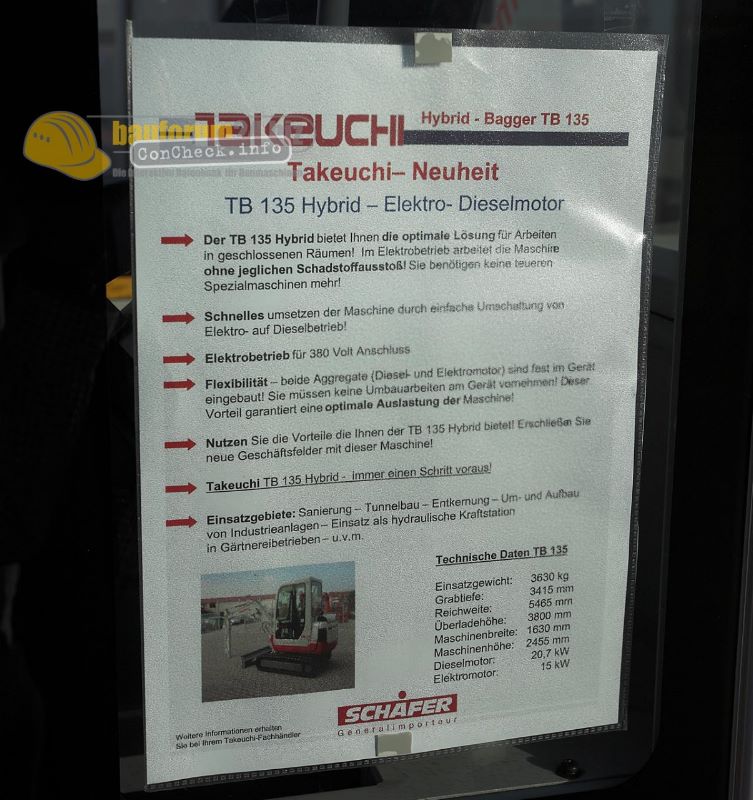 TAKEUCHI Hybrid - Bagger TB 135
bauforum
ConCheck.info
Takeuchi– Neuheit
TB 135 Hybrid – Elektro- Dieselmotor
Der TB 135 Hybrid bietet Ihnen die optimale Lösung für Arbeiten
in geschlossenen Räumen! Im Elektrobetrieb arbeitet die Maschine
ohne jeglichen Schadstoffausstoß! Sie benötigen keine teueren
Spezialmaschinen mehr!
Schnelles umsetzen der Maschine durch einfache Umschaltung von
Elektro- auf Dieselbetrieb!
Elektrobetrieb für 380 Volt Anschluss
Flexibilität – beide Aggregate (Diesel- und Elektromotor) sind fest im Gerät
eingebaut! Sie müssen keine Umbauarbeiten am Gerät vornehmen! Dieser
Vorteil garantiert eine optimale Auslastung der Maschine!
Nutzen Sie die Vorteile die Ihnen der TB 135 Hybrid bietet! Erschließen Sie
neue Geschäftsfelder mit dieser Maschine!
Takeuchi TB 135 Hybrid - immer einen Schritt voraus!
Einsatzgebiete: Sanierung – Tunnelbau – Entkernung – Um- und Aufbau
von Industrieanlagen – Einsatz als hydraulische Kraftstation
in Gärtnereibetrieben – u.v.m.
Technische Daten TB 135
Einsatzgewicht: 3630 kg
Grabtiefe: 3415 mm
Reichweite: 5465 mm
Überladehöhe: 3800 mm
Maschinenbreite: 1630 mm
Maschinenhöhe: 2455 mm
Dieselmotor: 20,7 kW
Elektromotor: 15 kW
SCHÄFER
Generalimporteur
Weitere Informationen erhalten
Sie bei Ihrem Takeuchi-Fachhändler